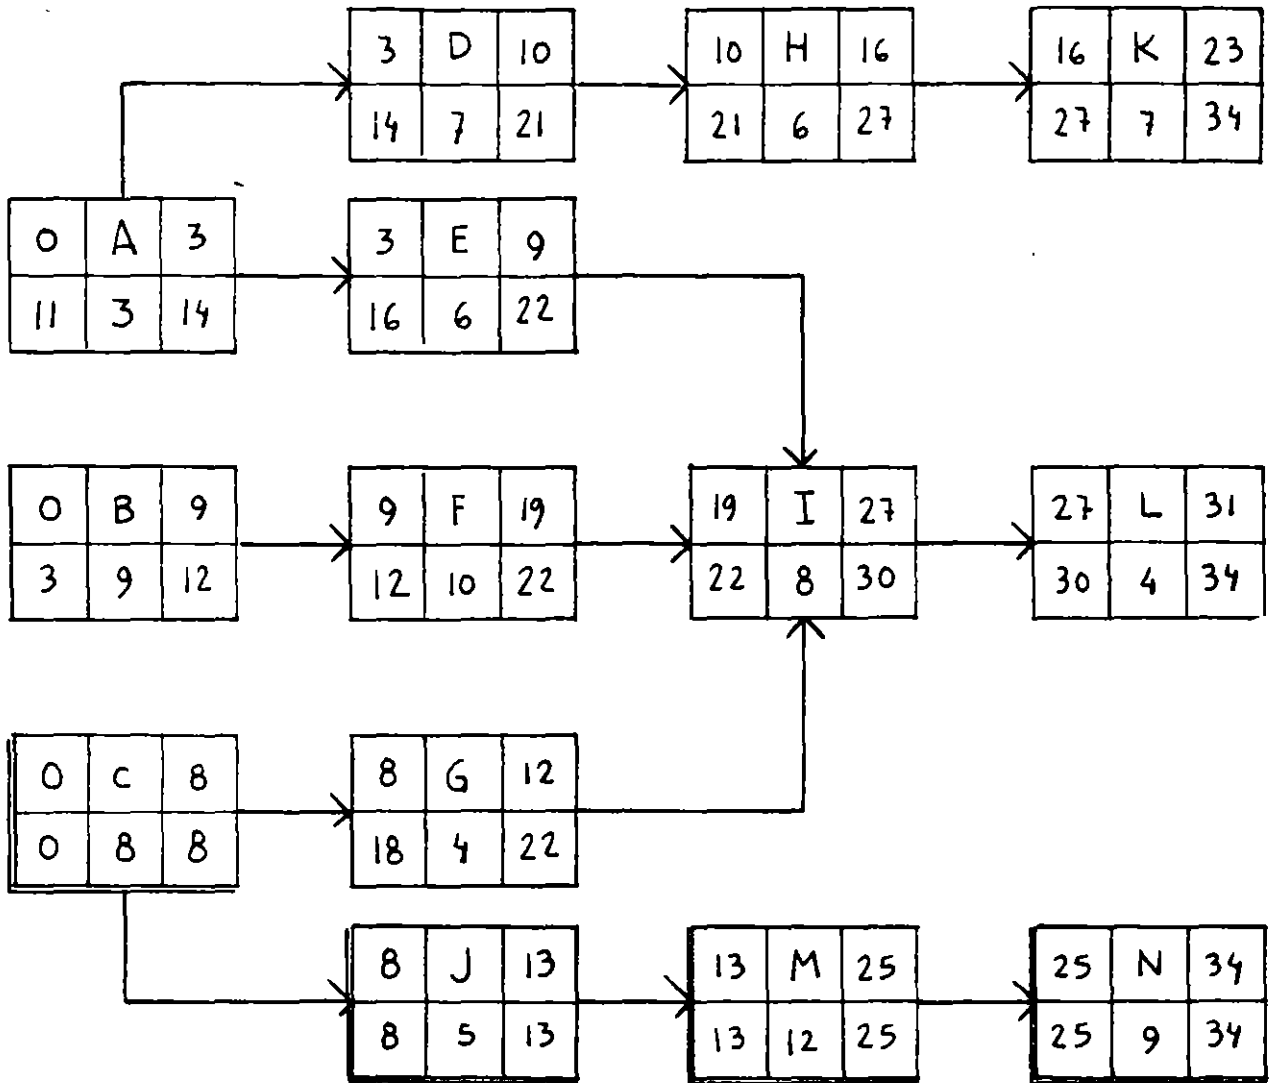 3 D 10
14 7 21
10 H 16
21 6 27
16 K 23
27 7 34
0 A 3
11 3 14
3 E 9
16 6 22
0 B 9
3 9 12
9 F 19
12 10 22
19 I 27
22 8 30
27 L 31
30 4 34
0 C 8
0 8 8
8 G 12
18 4 22
8 J 13
8 5 13
13 M 25
13 12 25
25 N 34
25 9 34